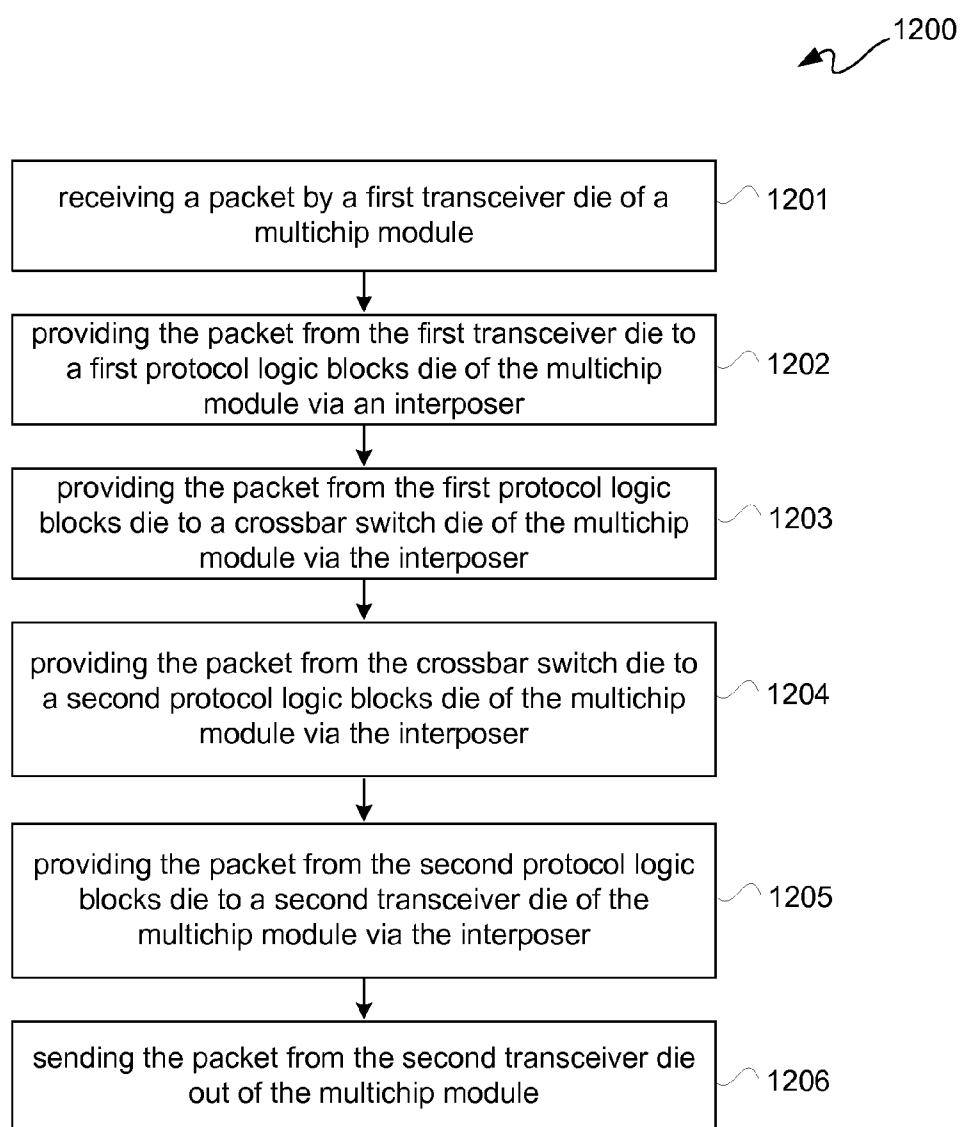 1200
receiving a packet by a first transceiver die of a
multichip module
1201
providing the packet from the first transceiver die to
a first protocol logic blocks die of the multichip
module via an interposer
1202
providing the packet from the first protocol logic
blocks die to a crossbar switch die of the multichip
module via the interposer
1203
providing the packet from the crossbar switch die to
a second protocol logic blocks die of the multichip
module via the interposer
1204
providing the packet from the second protocol logic
blocks die to a second transceiver die of the
multichip module via the interposer
1205
sending the packet from the second transceiver die
out of the multichip module
1206